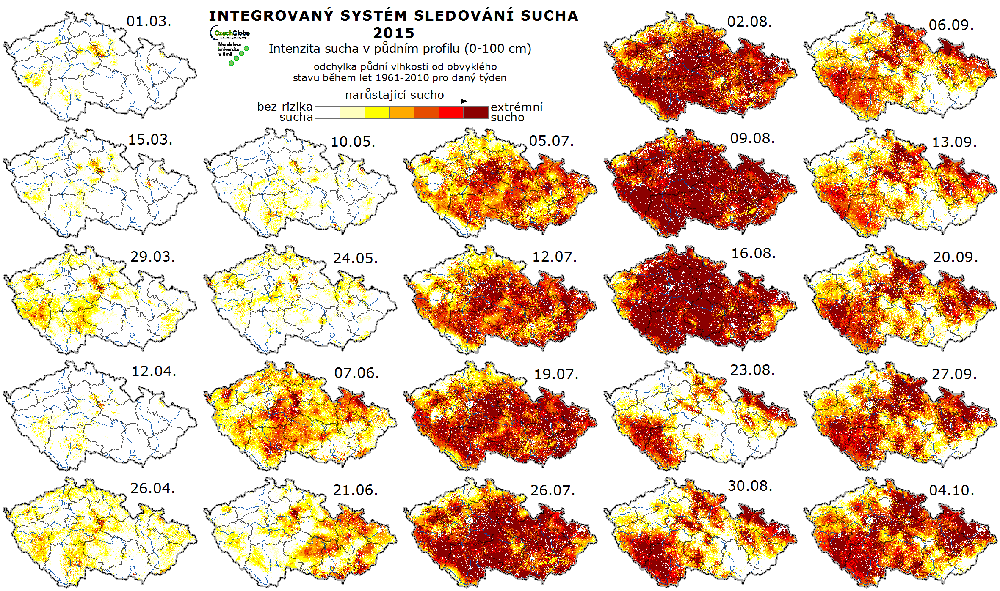 INTEGROVANÝ SYSTÉM SLEDOVÁNÍ SUCHA
2015
CzechGlobe
Mendelova
univerzita
v Brně
Intenzita sucha v půdním profilu (0-100 cm)
= odchylka půdní vlhkosti od obvyklého
stavu během let 1961-2010 pro daný týden
narůstající sucho
bez rizika
sucha
extrémní
sucho
01.03.
15.03.
29.03.
12.04.
26.04.
10.05.
24.05.
07.06.
21.06.
05.07.
12.07.
19.07.
26.07.
02.08.
09.08.
16.08.
23.08.
30.08.
06.09.
13.09.
20.09.
27.09.
04.10.